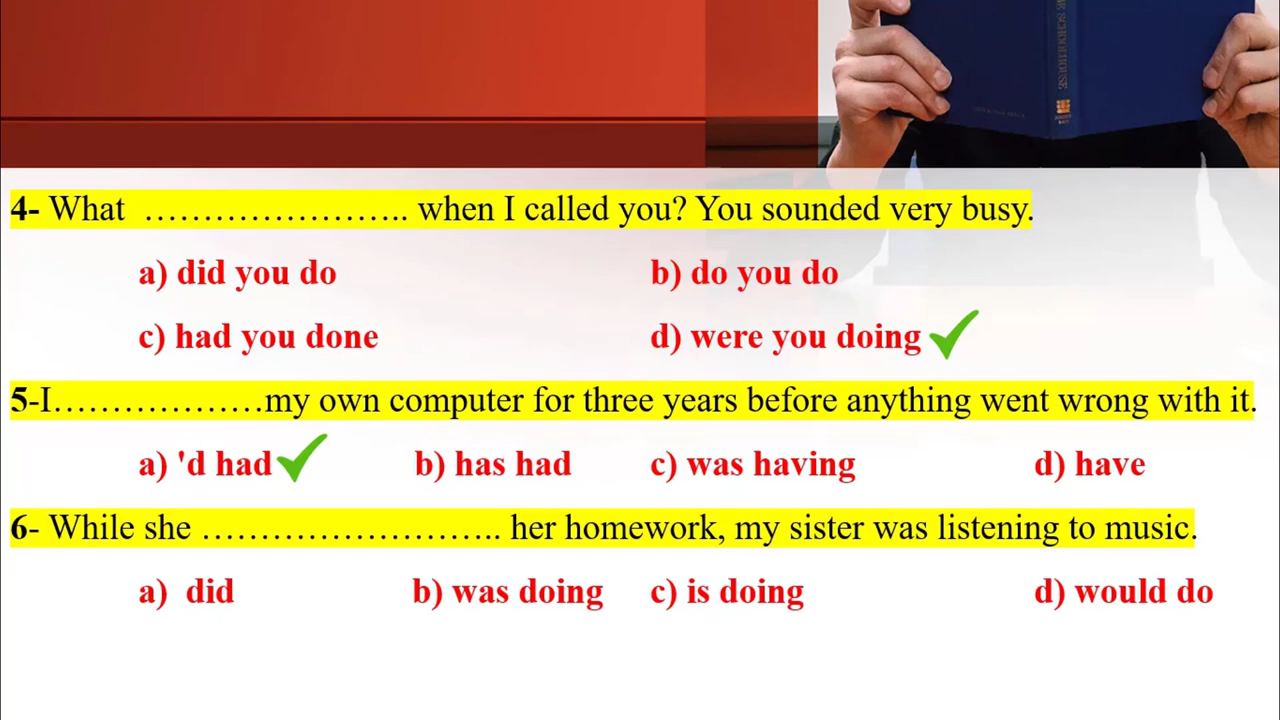 4- What …………………….. when I called you? You sounded very busy.
a) did you do b) do you do
c) had you done d) were you doing
5-I………………my own computer for three years before anything went wrong with it.
a) 'd had b) has had c) was having d) have
6- While she …………………….. her homework, my sister was listening to music.
a) did b) was doing c) is doing d) would do